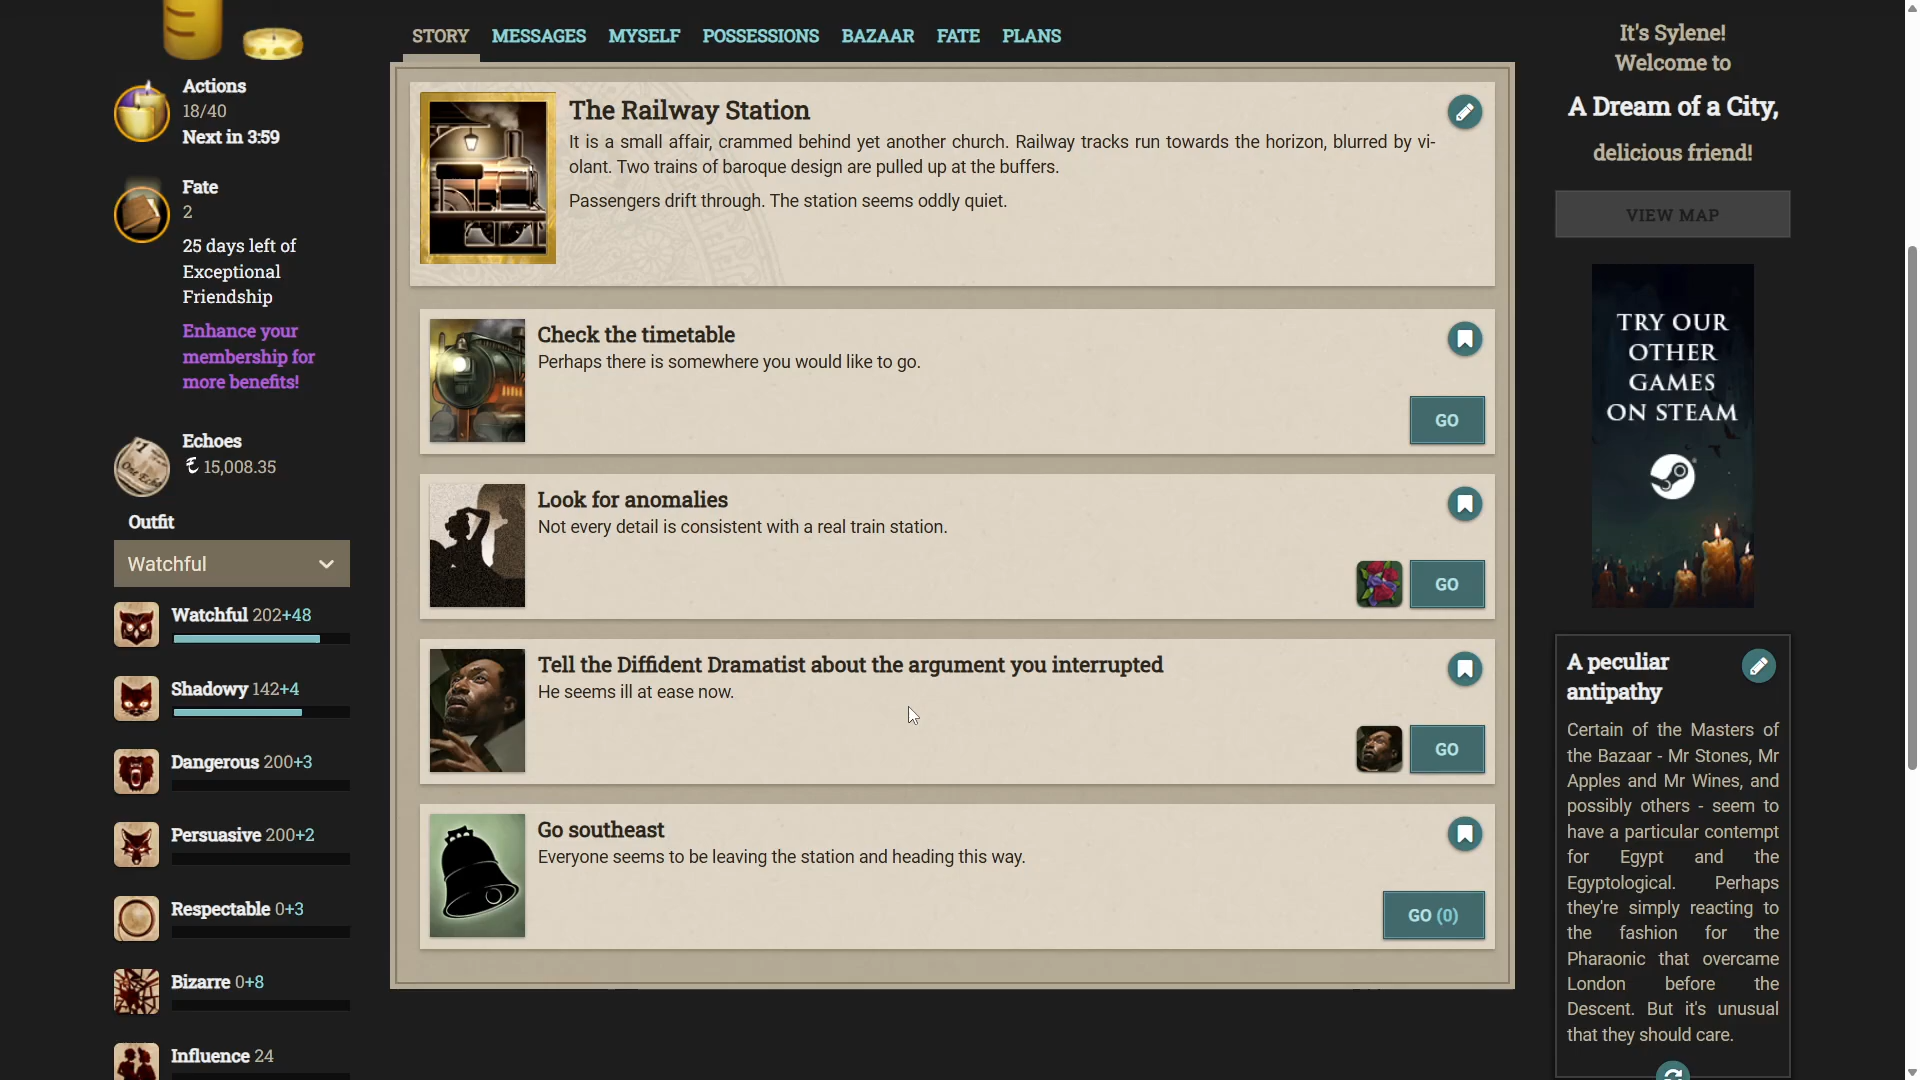 STORY MESSAGES MYSELF POSSESSIONS BAZAAR FATE PLANS
Actions
18/40
Next in 3:59
Fate
2
25 days left of
Exceptional
Friendship
Enhance your
membership for
more benefits!
Echoes
15,008.35
Outfit
Watchful
Watchful 202+48
Shadowy 142+4
Dangerous 200+3
Persuasive 200+2
Respectable 0+3
Bizarre 0+8
Influence 24
The Railway Station
It is a small affair, crammed behind yet another church. Railway tracks run towards the horizon, blurred by vi-
olant. Two trains of baroque design are pulled up at the buffers.
Passengers drift through. The station seems oddly quiet.
Check the timetable
Perhaps there is somewhere you would like to go.
GO
Look for anomalies
Not every detail is consistent with a real train station.
GO
Tell the Diffident Dramatist about the argument you interrupted
He seems ill at ease now.
GO
Go southeast
Everyone seems to be leaving the station and heading this way.
GO (0)
It's Sylene!
Welcome to
A Dream of a City,
delicious friend!
VIEW MAP
TRY OUR
OTHER
GAMES
ON STEAM
A peculiar
antipathy
Certain of the Masters of
the Bazaar - Mr Stones, Mr
Apples and Mr Wines, and
possibly others - seem to
have a particular contempt
for Egypt and the
Egyptological. Perhaps
they're simply reacting to
the fashion for the
Pharaonic that overcame
London before the
Descent. But it's unusual
that they should care.